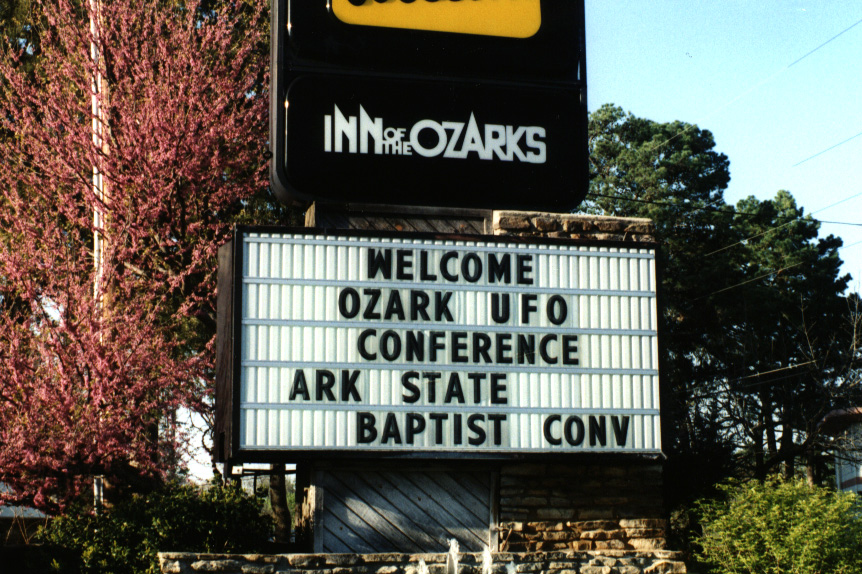 INN OF THE OZARKS
WELCOME
OZARK UFO
CONFERENCE
ARK STATE
BAPTIST CONV